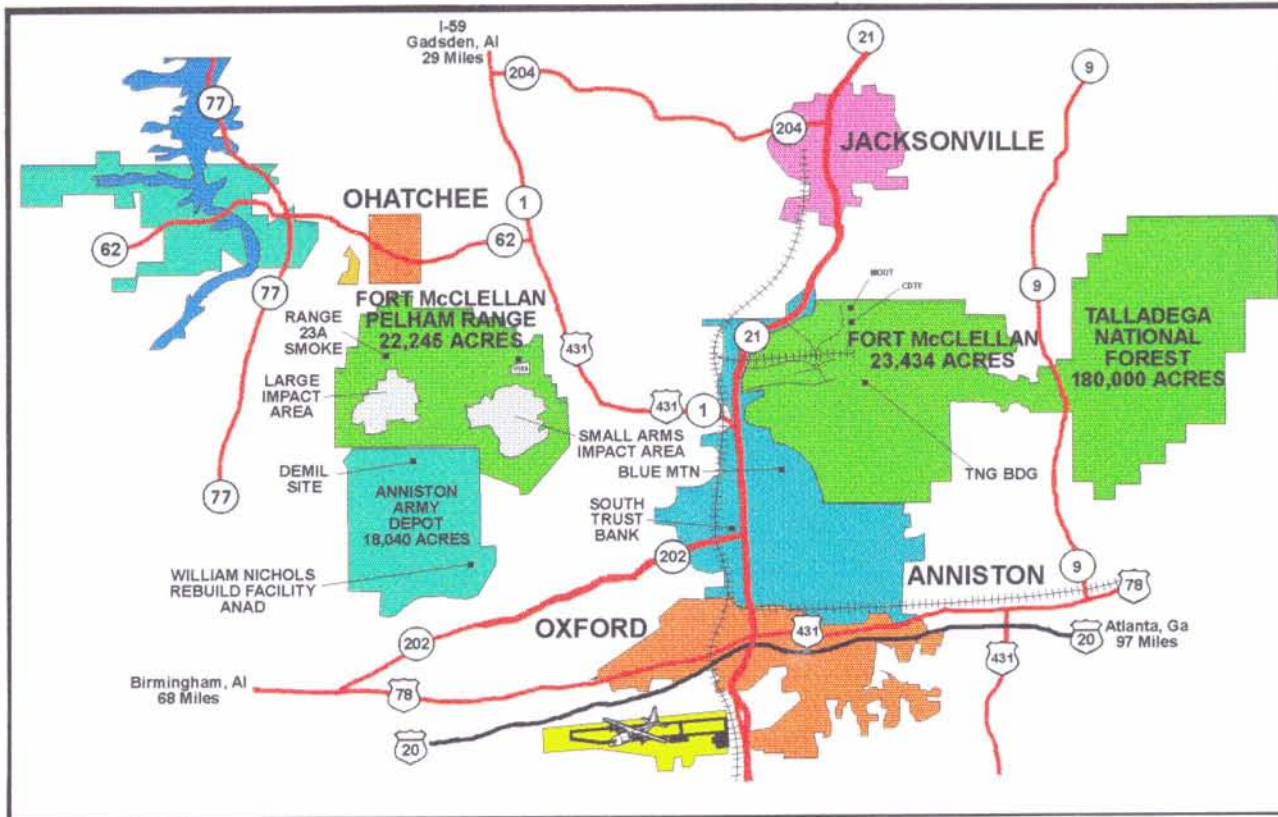 I-59
Gadsden, Al
29 Miles
21
9
204
77
204
JACKSONVILLE
OHATCHEE
1
62
62
9
77
MOUT
CDTF
FORT McCLELLAN
PELHAM RANGE
22,245 ACRES
RANGE
23A
SMOKE
21
FORT McCLELLAN
23,434 ACRES
TALLADEGA
NATIONAL
FOREST
180,000 ACRES
431
LARGE
IMPACT
AREA
431
1
SMALL ARMS
IMPACT AREA
BLUE MTN
TNG BDG
DEMIL
SITE
77
ANNISTON
ARMY
DEPOT
18,040 ACRES
SOUTH
TRUST
BANK
202
WILLIAM NICHOLS
REBUILD FACILITY
ANAD
ANNISTON
9
78
OXFORD
431
Atlanta, Ga
97 Miles
20
202
431
Birmingham, Al
68 Miles
78
20